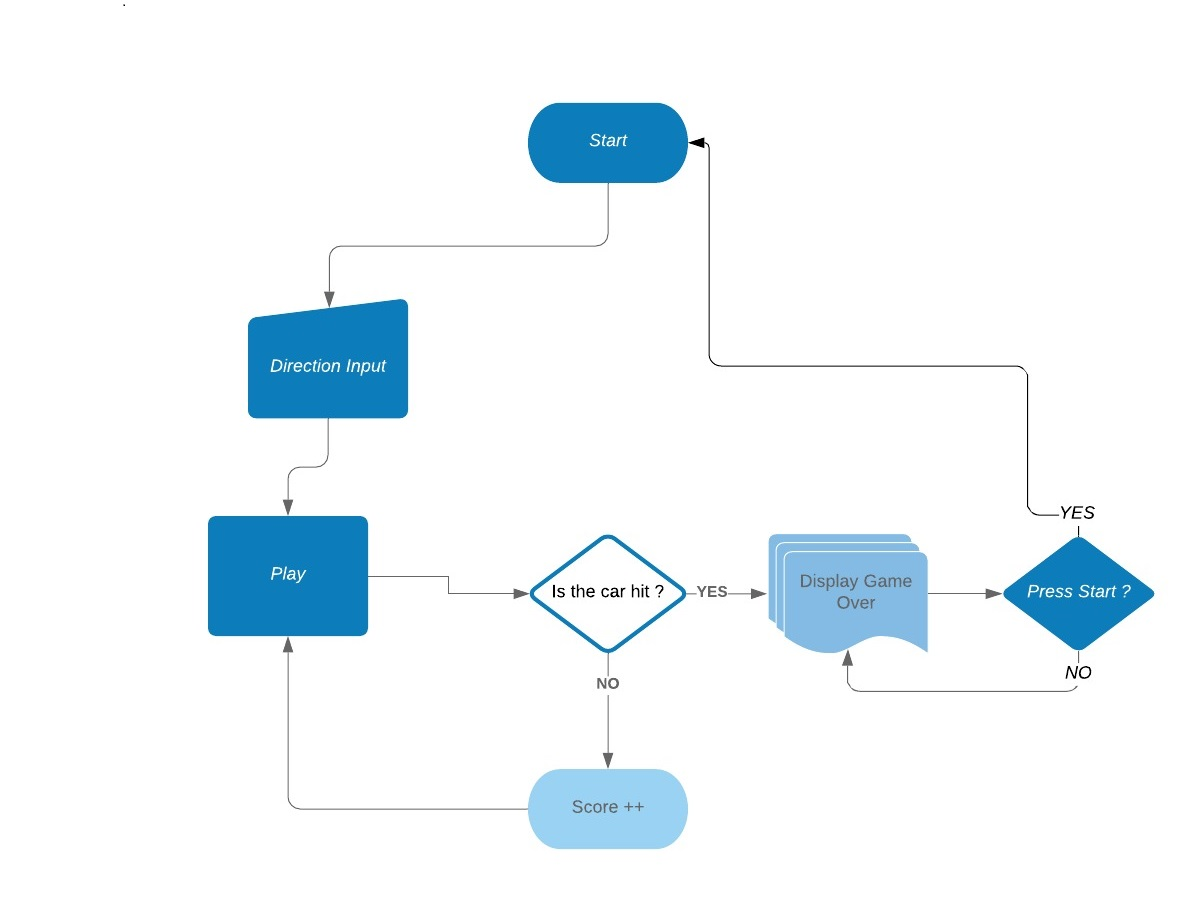 Start
Direction Input
YES
Play
Is the car hit ?
YES
Display Game
Over
Press Start ?
NO
NO
Score ++